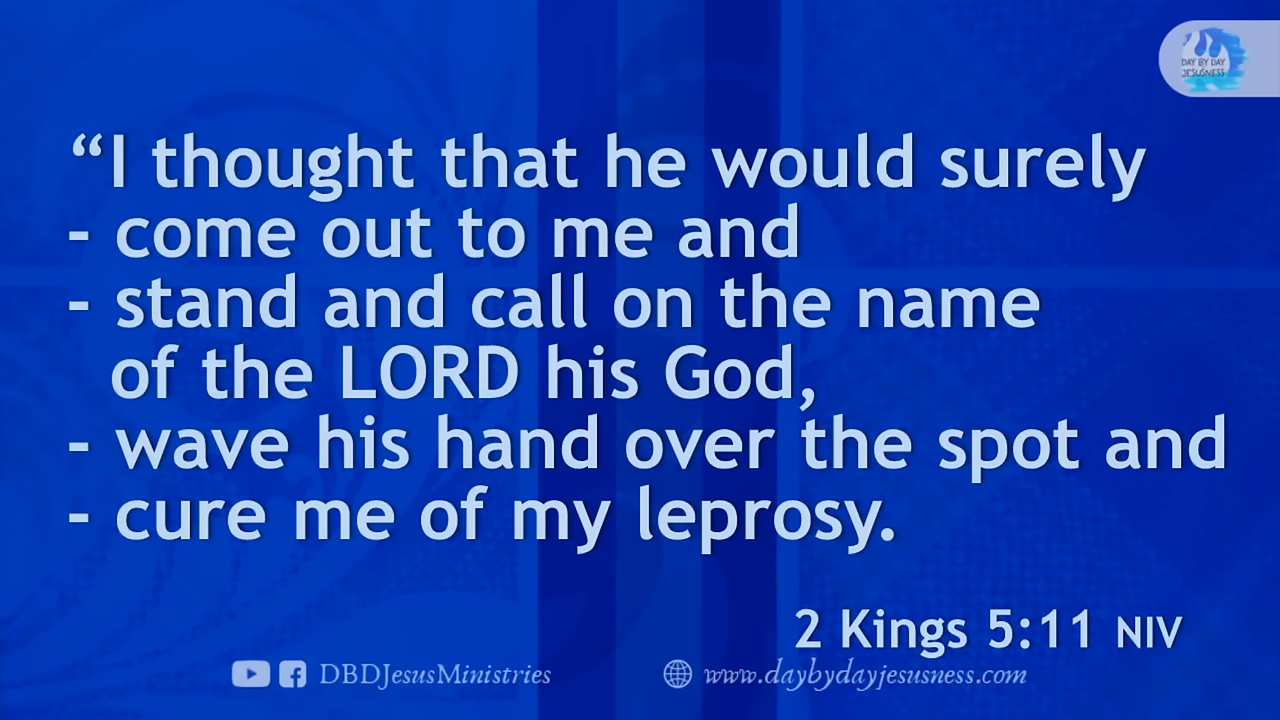 DAY BY DAY
JESUSNESS
“I thought that he would surely
- come out to me and
- stand and call on the name
of the LORD his God,
- wave his hand over the spot and
- cure me of my leprosy.
2 Kings 5:11 NIV
DBDJesusMinistries
www.daybydayjesusness.com